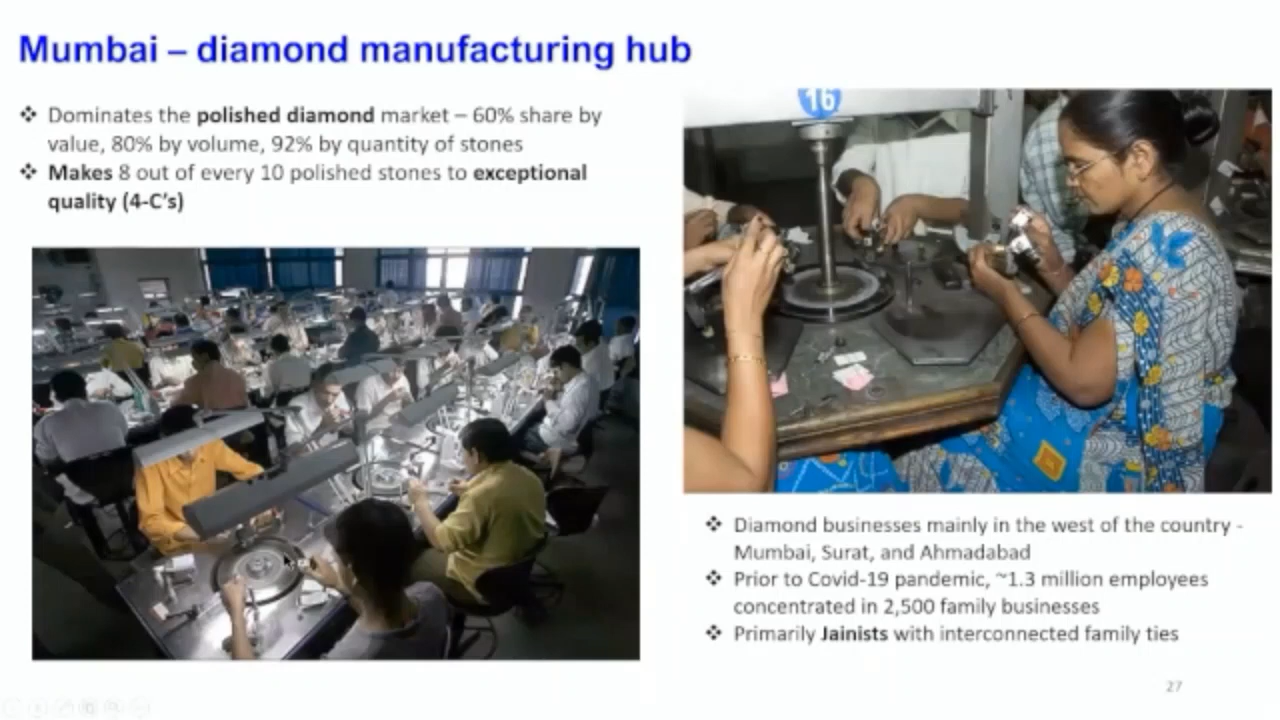 Mumbai – diamond manufacturing hub
❖ Dominates the polished diamond market – 60% share by
value, 80% by volume, 92% by quantity of stones
❖ Makes 8 out of every 10 polished stones to exceptional
quality (4-C’s)
16
❖ Diamond businesses mainly in the west of the country -
Mumbai, Surat, and Ahmadabad
❖ Prior to Covid-19 pandemic, ~1.3 million employees
concentrated in 2,500 family businesses
❖ Primarily Jainists with interconnected family ties
27